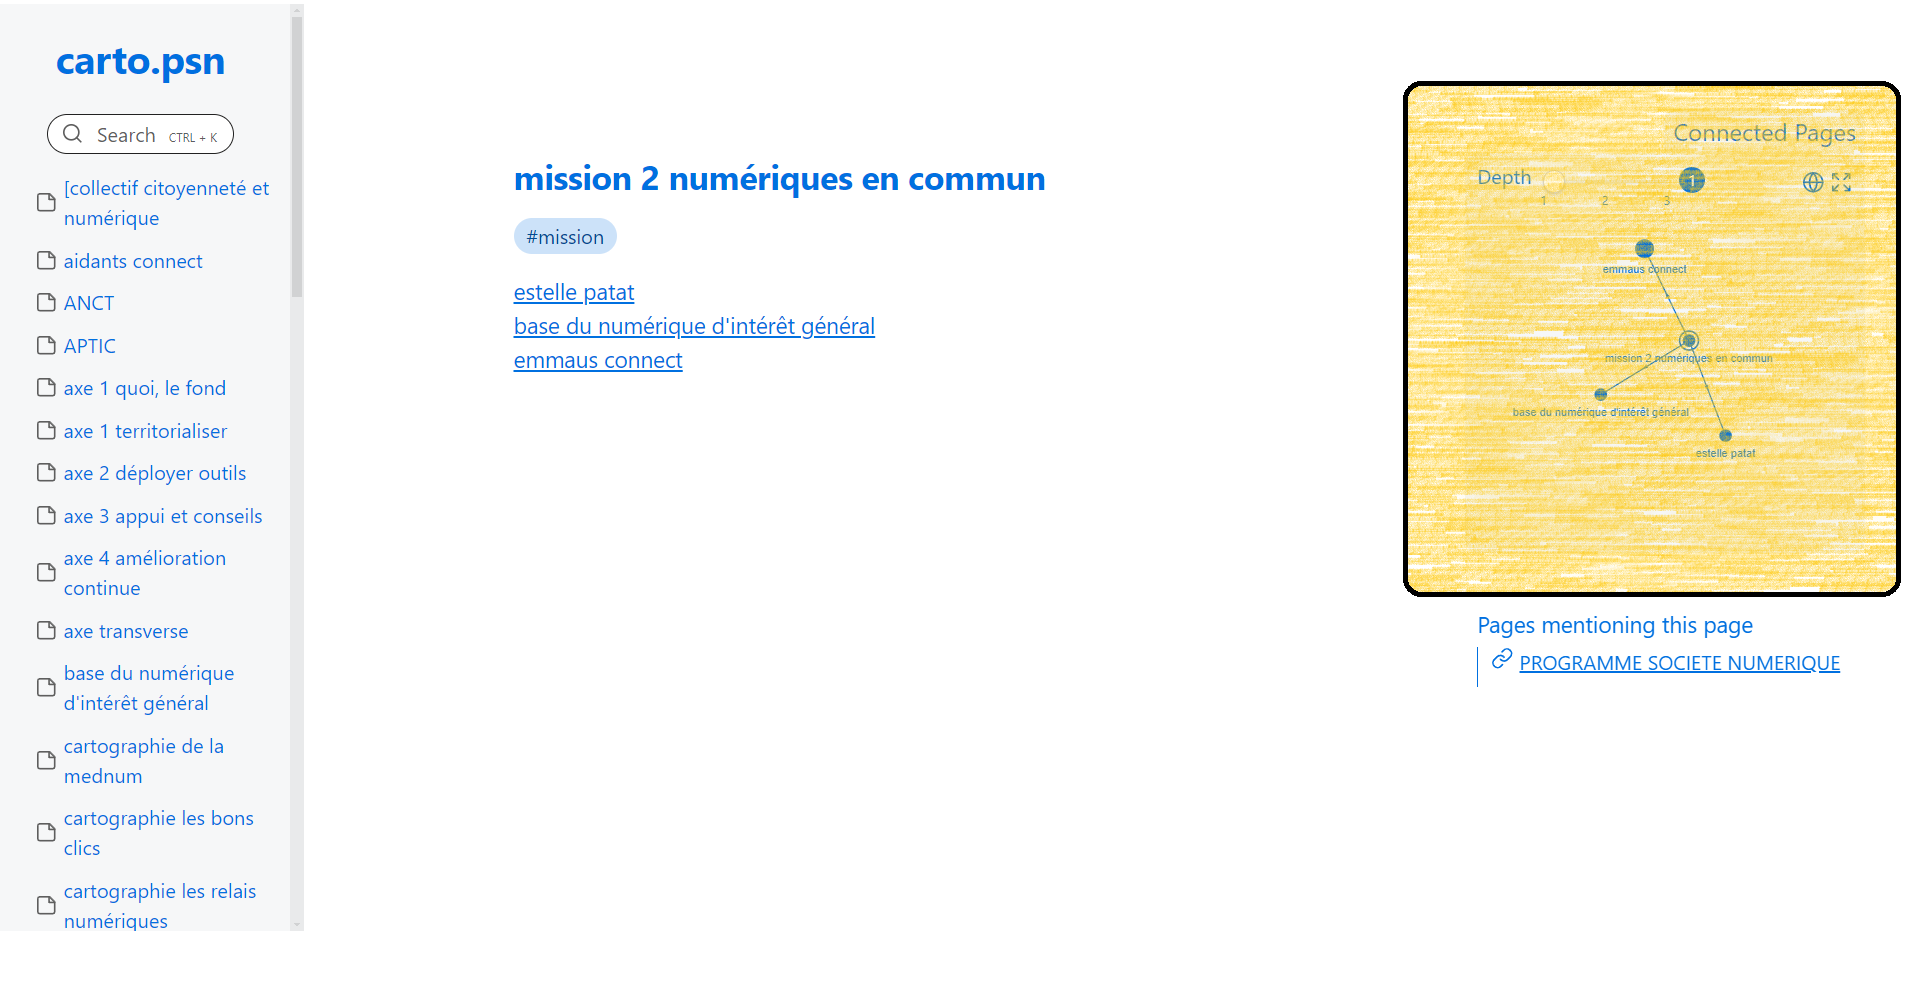 carto.psn
Search CTRL + K
[collectif citoyenneté et
numérique
aidants connect
ANCT
APTIC
axe 1 quoi, le fond
axe 1 territorialiser
axe 2 déployer outils
axe 3 appui et conseils
axe 4 amélioration
continue
axe transverse
base du numérique
d'intérêt général
cartographie de la
mednum
cartographie les bons
clics
cartographie les relais
numériques
mission 2 numériques en commun
#mission
estelle patat
base du numérique d'intérêt général
emmaus connect
Connected Pages
Depth 1
1 2 3
emmaus connect
mission 2 numériques en commun
base du numérique d'intérêt général
estelle patat
Pages mentioning this page
PROGRAMME SOCIETE NUMERIQUE